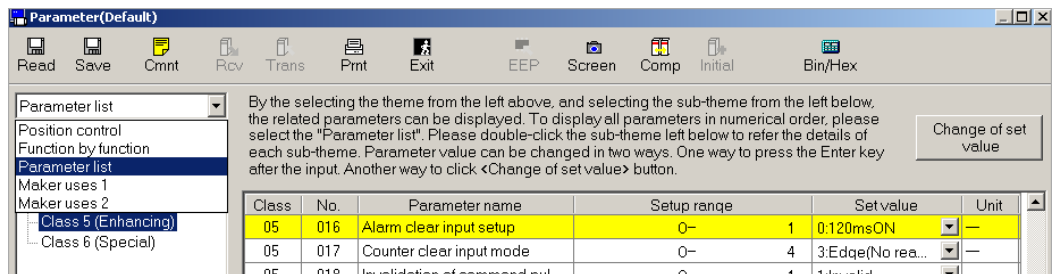 Parameter(Default)
Read Save Cmnt Rcv Trans Prnt Exit EEP Screen Comp Initial Bin/Hex
Parameter list
Position control
Function by function
Parameter list
Maker uses 1
Maker uses 2
Class 5 (Enhancing)
Class 6 (Special)
By the selecting the theme from the left above, and selecting the sub-theme from the left below,
the related parameters can be displayed. To display all parameters in numerical order, please
select the "Parameter list". Please double-click the sub-theme left below to refer the details of
each sub-theme. Parameter value can be changed in two ways. One way to press the Enter key
after the input. Another way to click <Change of set value> button.
Change of set
value
Class No. Parameter name Setup range Set value Unit
05 016 Alarm clear input setup 0– 1 0:120msON —
05 017 Counter clear input mode 0– 4 3:Edge(No rea... —